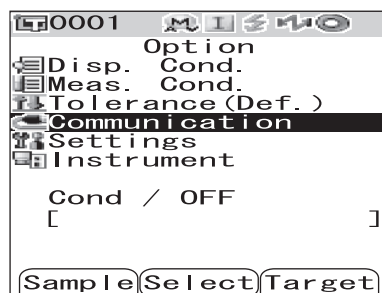 0001 M I
Option
Disp. Cond.
Meas. Cond.
Tolerance(Def.)
Communication
Settings
Instrument
Cond / OFF
[ ]
Sample Select Target